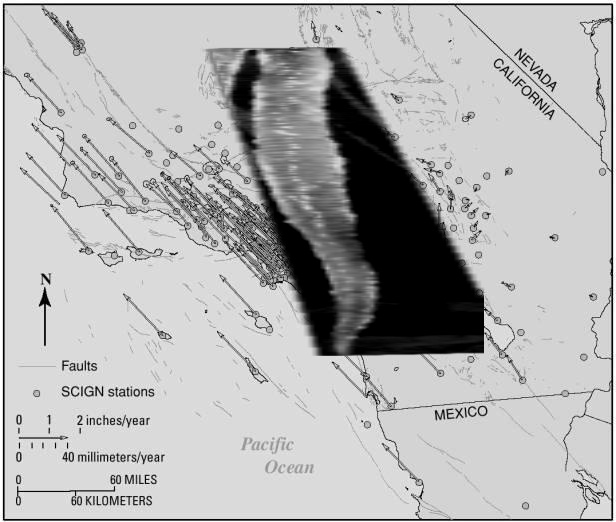 NEVADA
CALIFORNIA
N
Faults
SCIGN stations
0 1 2 inches/year
0 40 millimeters/year
0 60 MILES
0 60 KILOMETERS
MEXICO
Pacific
Ocean